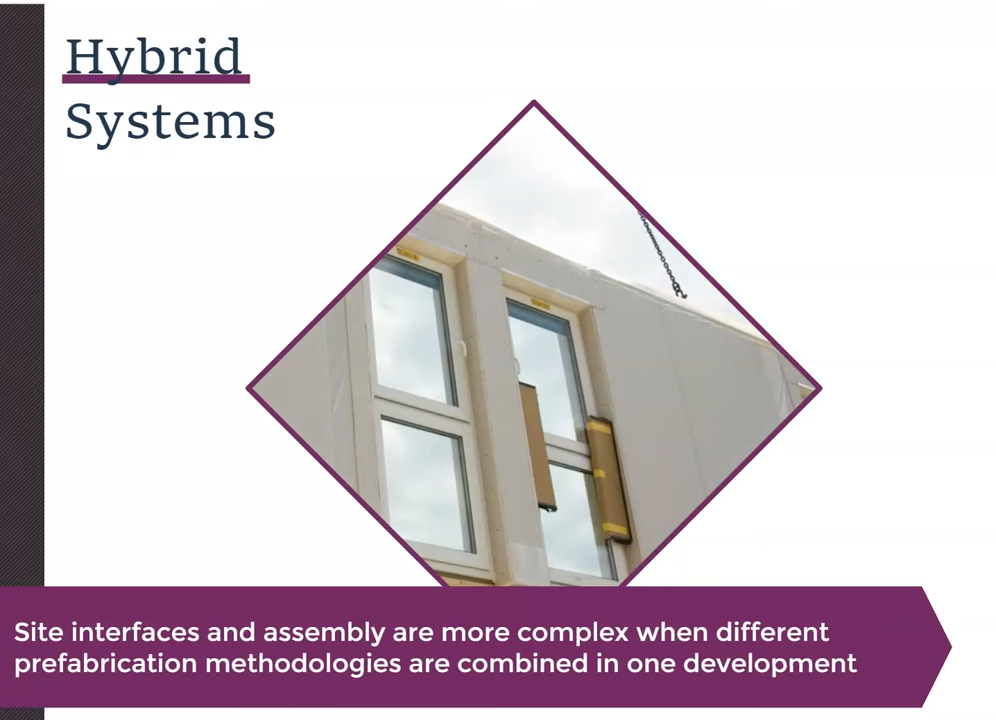 Hybrid
Systems
Site interfaces and assembly are more complex when different
prefabrication methodologies are combined in one development